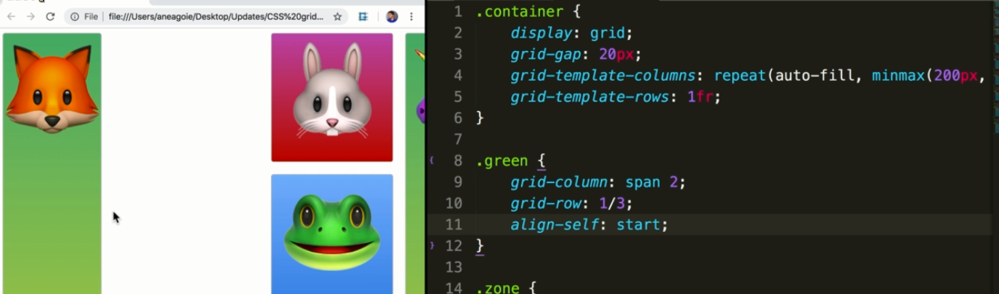 File file:///Users/aneagoie/Desktop/Updates/CSS%20grid...
1 .container {
2 display: grid;
3 grid-gap: 20px;
4 grid-template-columns: repeat(auto-fill, minmax(200px,
5 grid-template-rows: 1fr;
6 }
7
8 .green {
9 grid-column: span 2;
10 grid-row: 1/3;
11 align-self: start;
12 }
13
14 .zone {